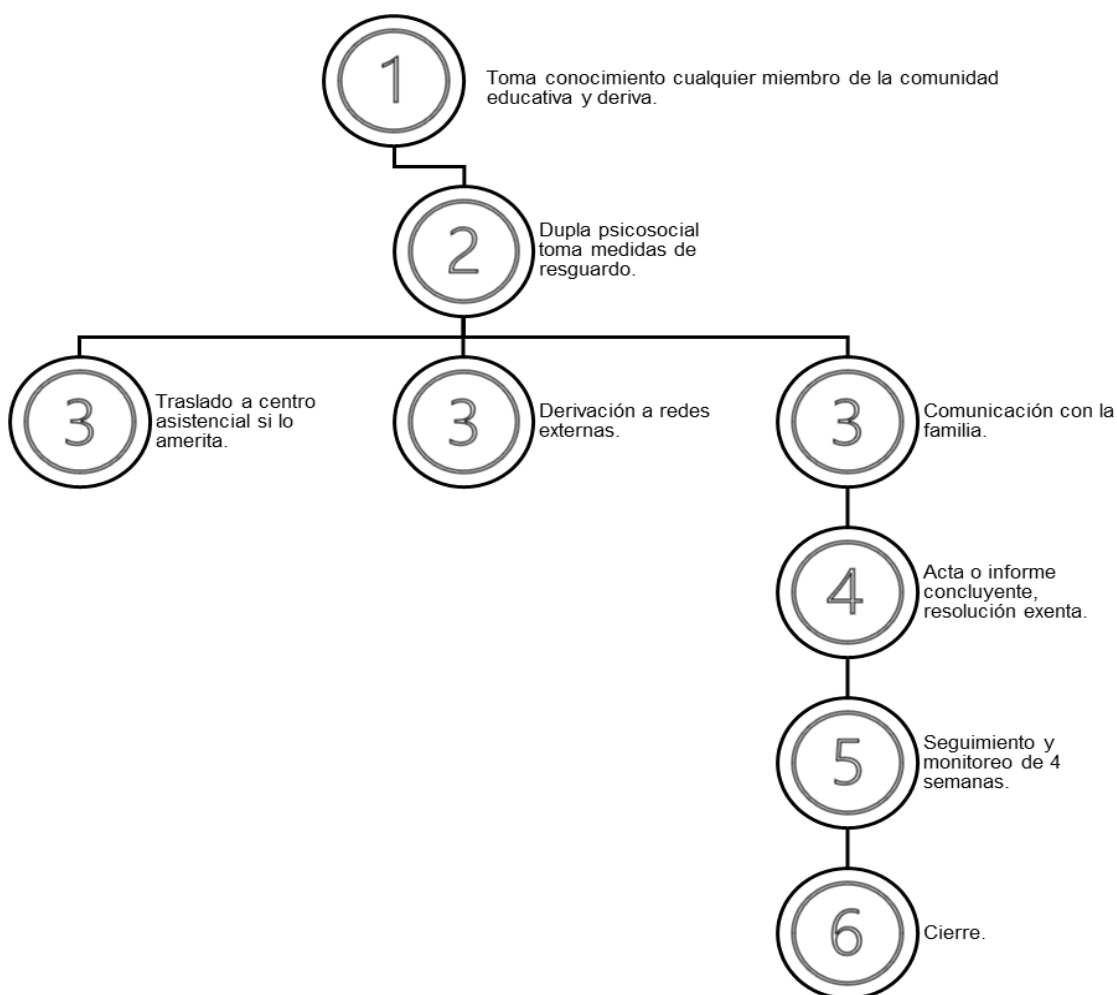 1
Toma conocimiento cualquier miembro de la comunidad
educativa y deriva.
2
Dupla psicosocial
toma medidas de
resguardo.
3
Traslado a centro
asistencial si lo
amerita.
3
Derivación a redes
externas.
3
Comunicación con la
familia.
4
Acta o informe
concluyente,
resolución exenta.
5
Seguimiento y
monitoreo de 4
semanas.
6
Cierre.